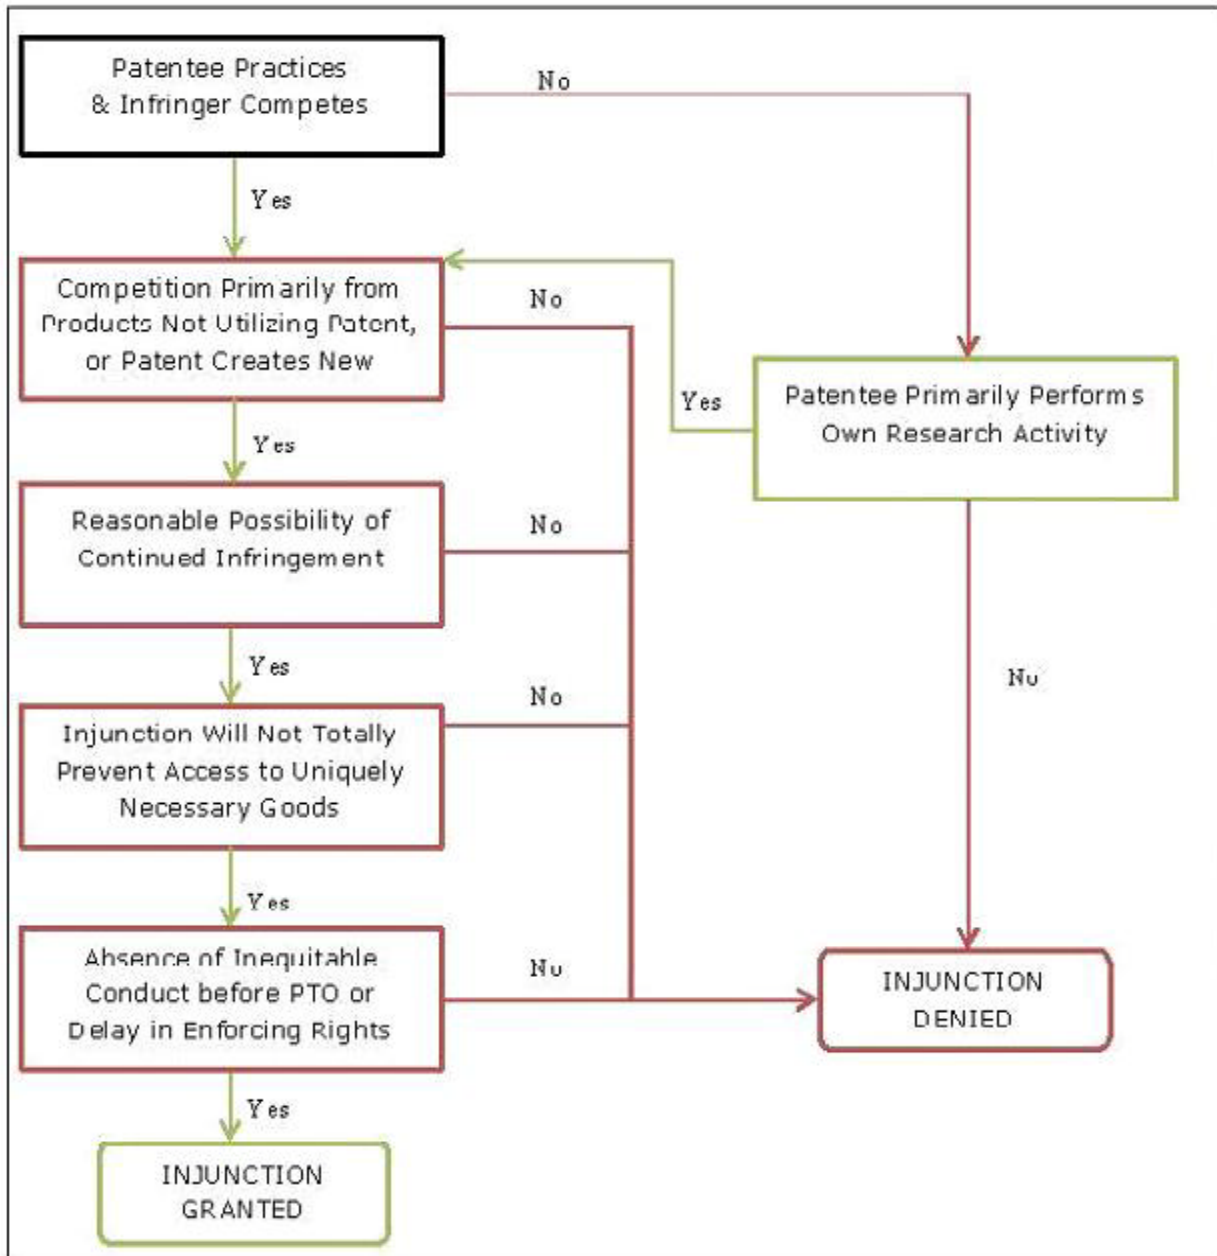 Patentee Practices
& Infringer Competes
No
Yes
Competition Primarily from
Products Not Utilizing Patent,
or Patent Creates New
No
Yes
Patentee Primarily Performs
Own Research Activity
Yes
Reasonable Possibility of
Continued Infringement
No
Yes
No
Injunction Will Not Totally
Prevent Access to Uniquely
Necessary Goods
No
Yes
Absence of Inequitable
Conduct before PTO or
Delay in Enforcing Rights
No
INJUNCTION
DENIED
Yes
INJUNCTION
GRANTED